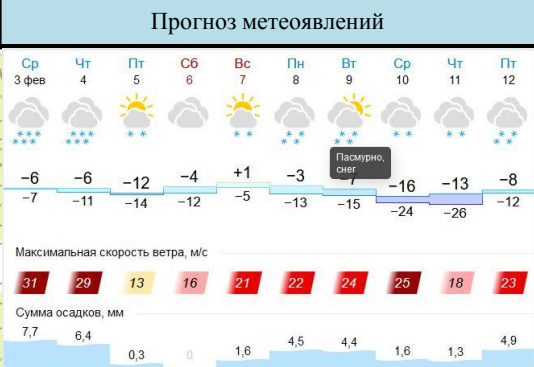 Прогноз метеоявлений
Ср Чт Пт Сб Вс Пн Вт Ср Чт Пт
3 фев 4 5 6 7 8 9 10 11 12
Пасмурно,
снег
−6 −6 −12 −4 +1 −3 −7 −16 −13 −8
−7 −11 −14 −12 −5 −13 −15 −24 −26 −12
Максимальная скорость ветра, м/с
31 29 13 16 21 22 24 25 18 23
Сумма осадков, мм
7,7 6,4 0,3 0 1,6 4,5 4,4 1,6 1,3 4,9